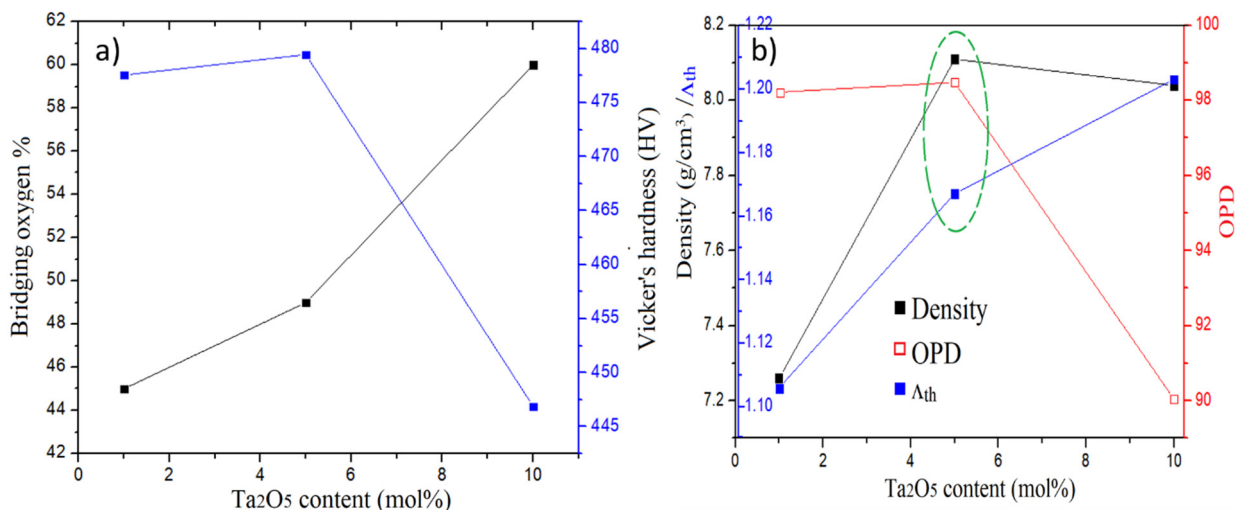 a)
62
60
58
56
54
52
50
48
46
44
42
Bridging oxygen %
480
475
470
465
460
455
450
445
Vicker's hardness (HV)
0 2 4 6 8 10
Ta₂O₅ content (mol%)
b)
8.2
8.0
7.8
7.6
7.4
7.2
Density (g/cm³) /Λth
1.22
1.20
1.18
1.16
1.14
1.12
1.10
100
98
96
94
92
90
OPD
Density
OPD
Λth
0 2 4 6 8 10
Ta₂O₅ content (mol%)